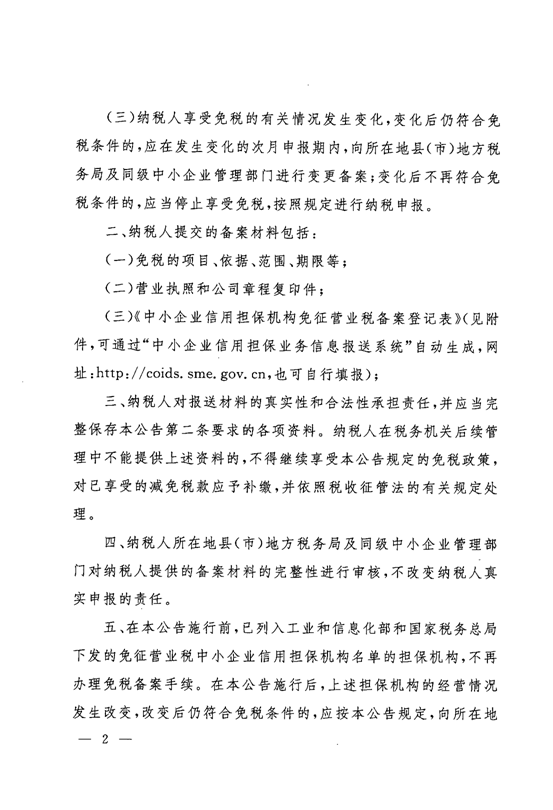 (三)纳税人享受免税的有关情况发生变化,变化后仍符合免
税条件的,应在发生变化的次月申报期内,向所在地县(市)地方税
务局及同级中小企业管理部门进行变更备案;变化后不再符合免
税条件的,应当停止享受免税,按照规定进行纳税申报。
二、纳税人提交的备案材料包括:
(一)免税的项目、依据、范围、期限等;
(二)营业执照和公司章程复印件;
(三)《中小企业信用担保机构免征营业税备案登记表》(见附
件,可通过“中小企业信用担保业务信息报送系统”自动生成,网
址:http://coids.sme.gov.cn,也可自行填报);
三、纳税人对报送材料的真实性和合法性承担责任,并应当完
整保存本公告第二条要求的各项资料。纳税人在税务机关后续管
理中不能提供上述资料的,不得继续享受本公告规定的免税政策,
对已享受的减免税款应予补缴,并依照税收征管法的有关规定处
理。
四、纳税人所在地县(市)地方税务局及同级中小企业管理部
门对纳税人提供的备案材料的完整性进行审核,不改变纳税人真
实申报的责任。
五、在本公告施行前,已列入工业和信息化部和国家税务总局
下发的免征营业税中小企业信用担保机构名单的担保机构,不再
办理免税备案手续。在本公告施行后,上述担保机构的经营情况
发生改变,改变后仍符合免税条件的,应按本公告规定,向所在地
— 2 —